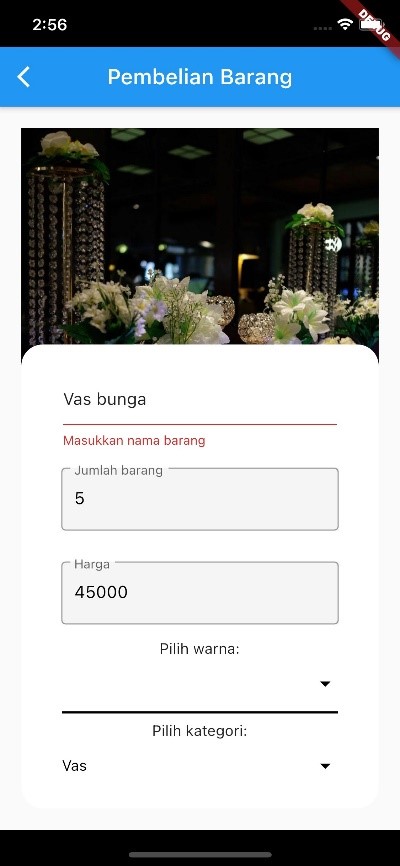 2:56
DEBUG
Pembelian Barang
Vas bunga
Masukkan nama barang
Jumlah barang
5
Harga
45000
Pilih warna:
Pilih kategori:
Vas